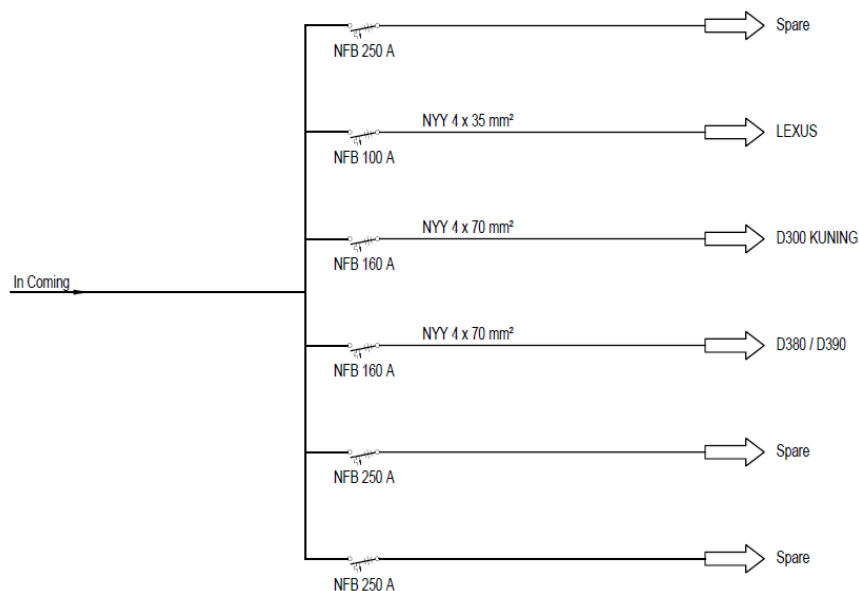 Spare
NFB 250 A
NYY 4 x 35 mm²
LEXUS
NFB 100 A
NYY 4 x 70 mm²
D300 KUNING
NFB 160 A
In Coming
NYY 4 x 70 mm²
D380 / D390
NFB 160 A
Spare
NFB 250 A
Spare
NFB 250 A